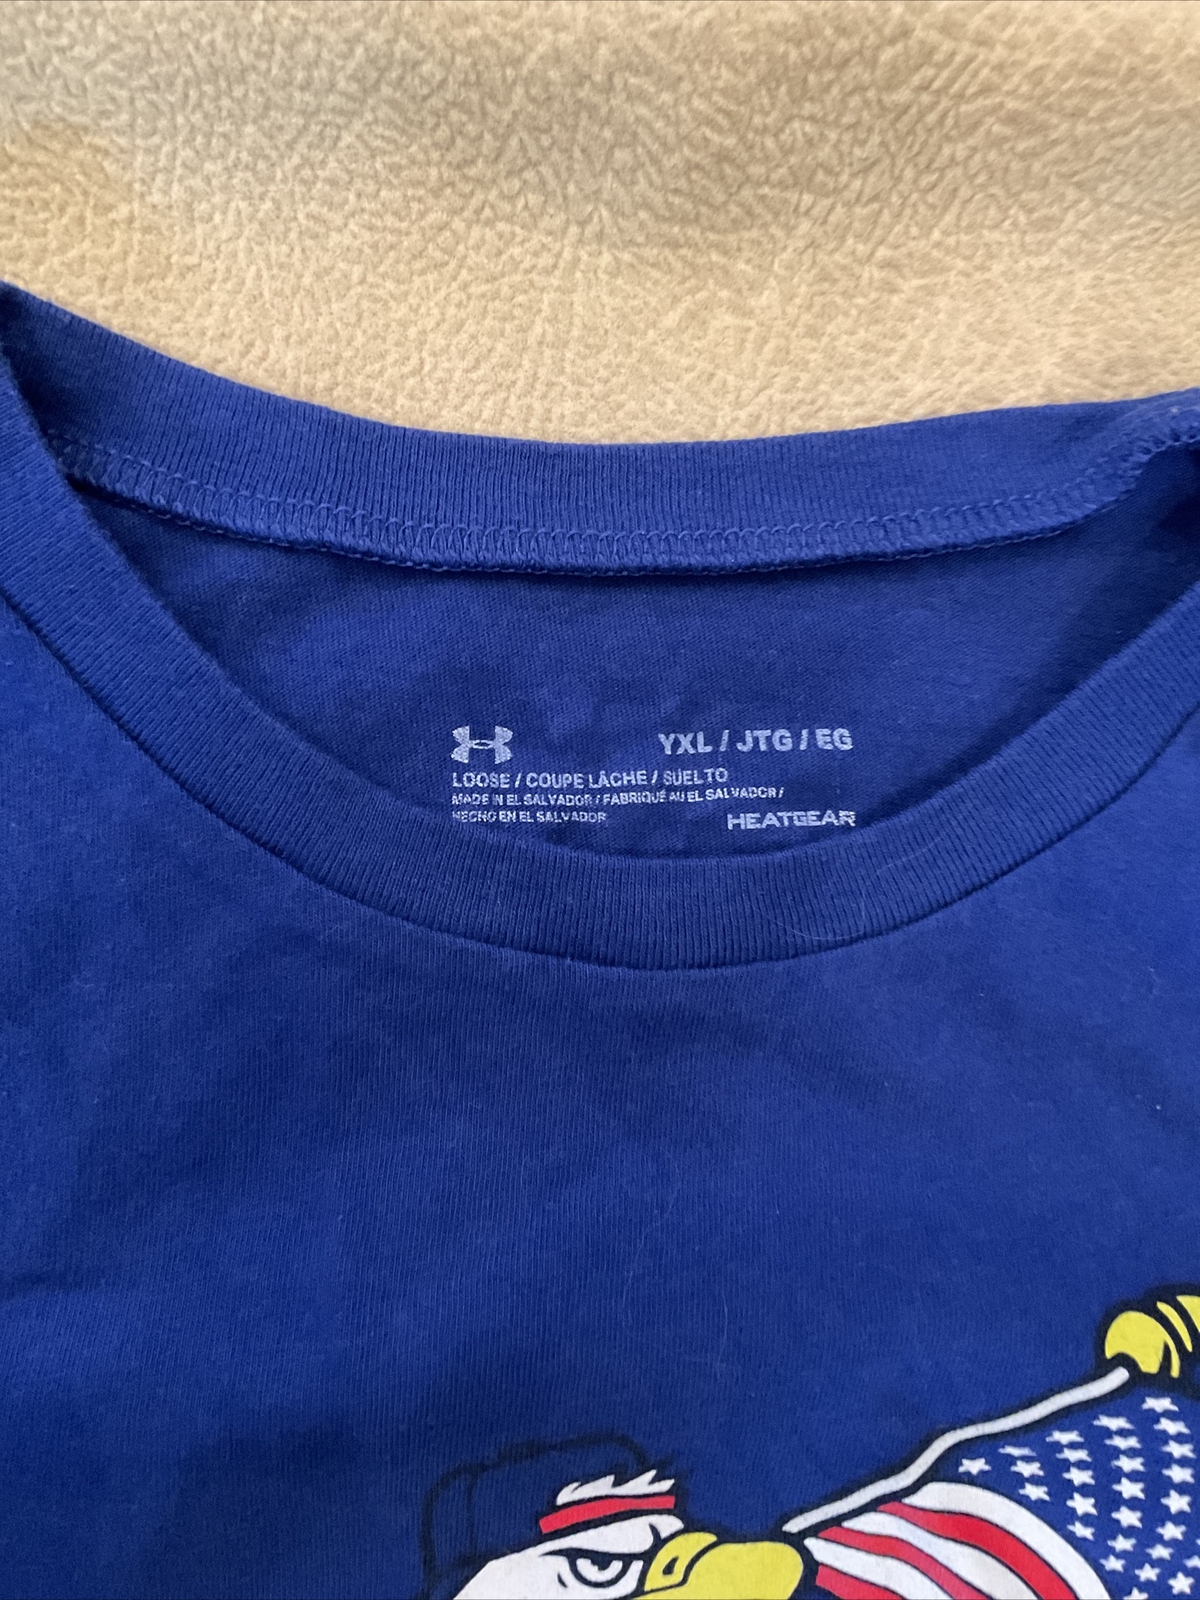 YXL / JTG / EG
LOOSE / COUPE LÂCHE / SUELTO
MADE IN EL SALVADOR / FABRIQUÉ AU EL SALVADOR /
HECHO EN EL SALVADOR
HEATGEAR